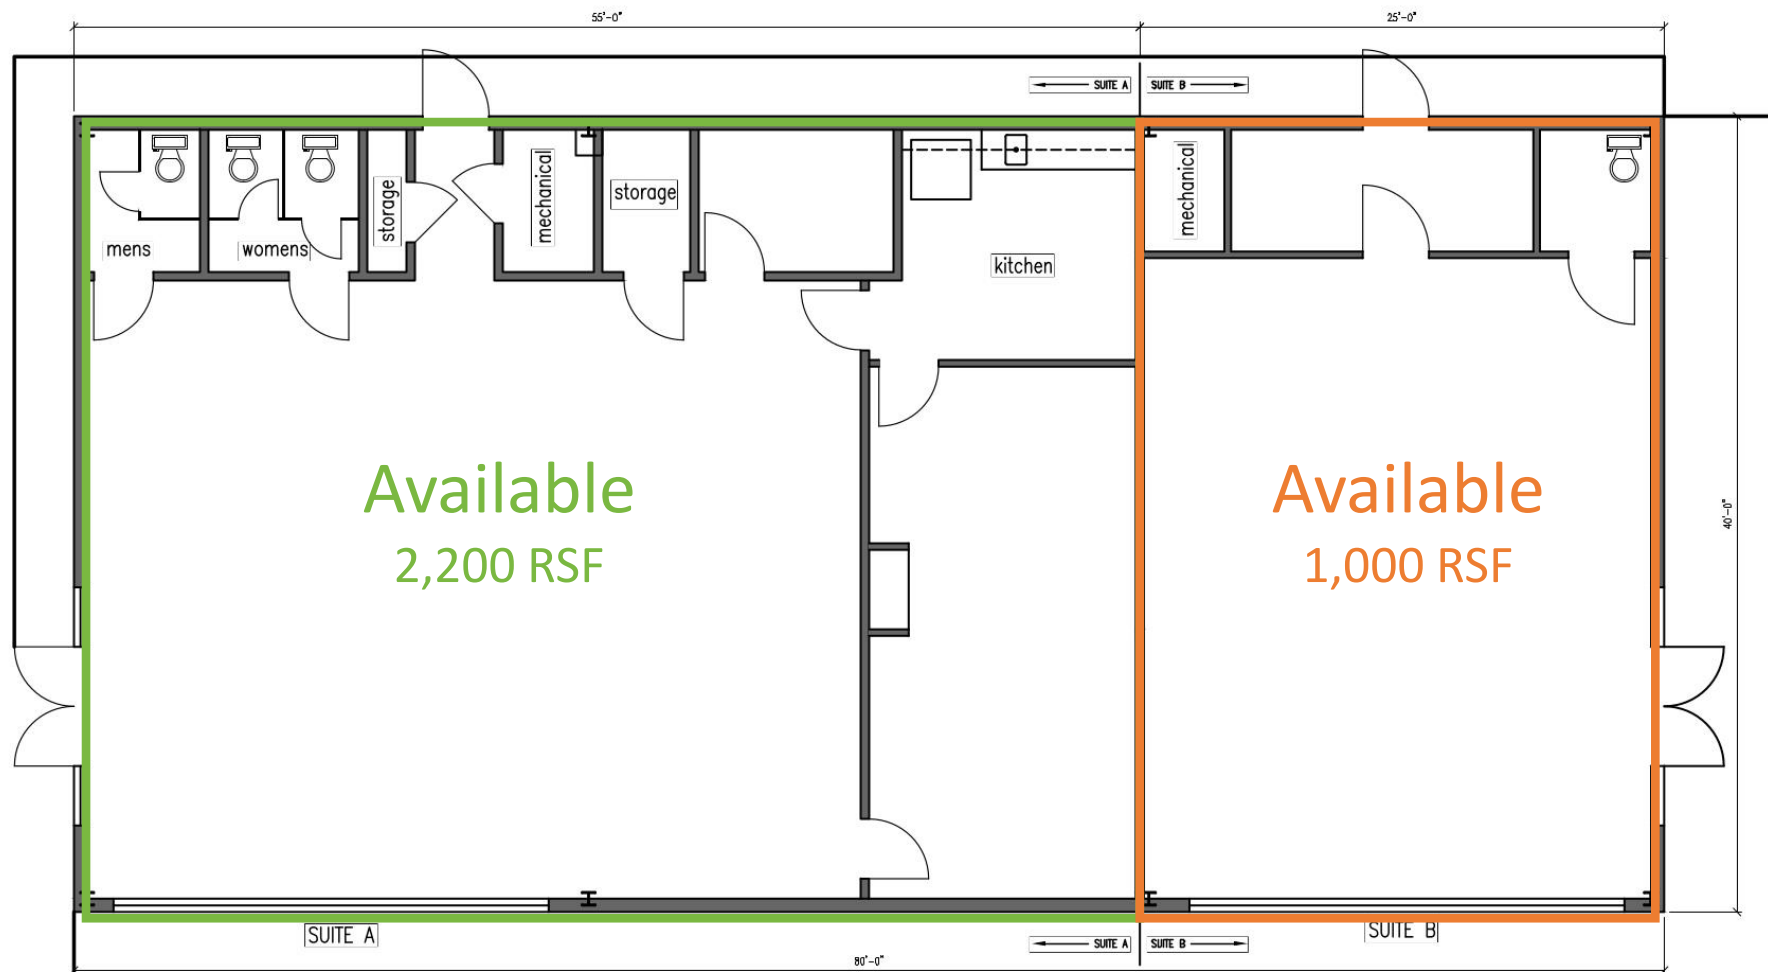 55'-0"
25'-0"
SUITE A
SUITE B
mens
womens
storage
mechanical
storage
kitchen
mechanical
Available
2,200 RSF
Available
1,000 RSF
40'-0"
SUITE A
SUITE A
SUITE B
SUITE B
80'-0"